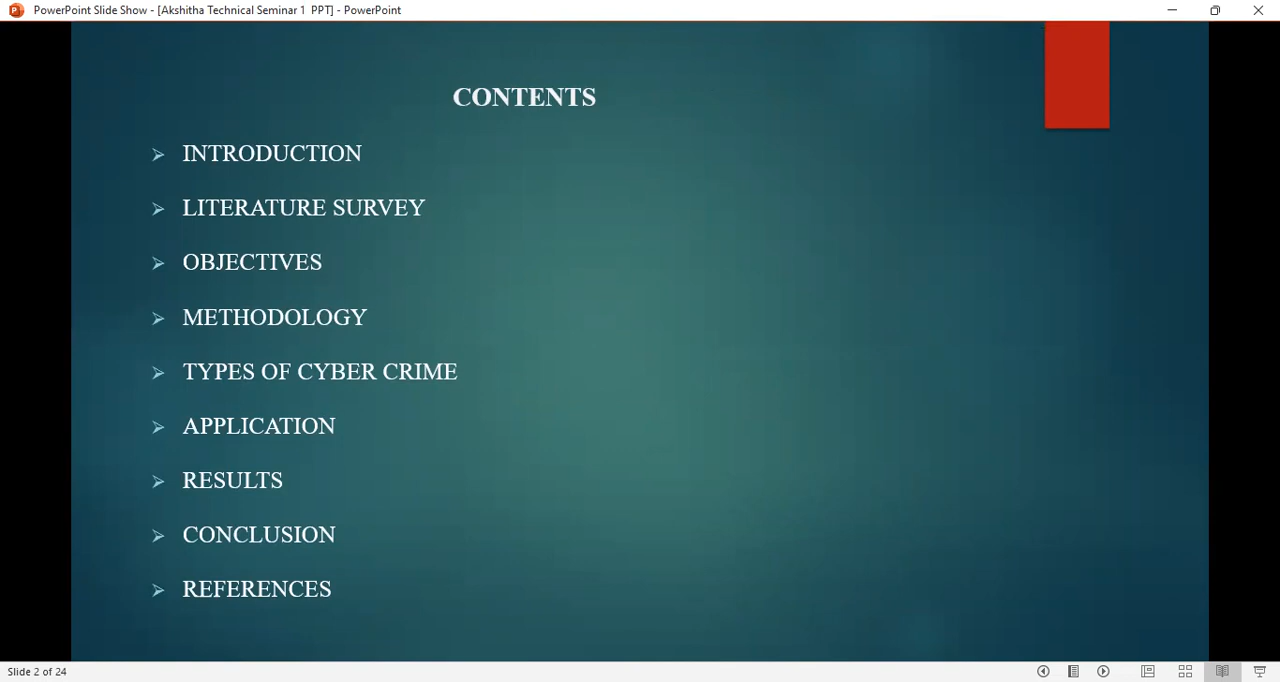 PowerPoint Slide Show - [Akshitha Technical Seminar 1 PPT] - PowerPoint
CONTENTS
INTRODUCTION
LITERATURE SURVEY
OBJECTIVES
METHODOLOGY
TYPES OF CYBER CRIME
APPLICATION
RESULTS
CONCLUSION
REFERENCES
Slide 2 of 24